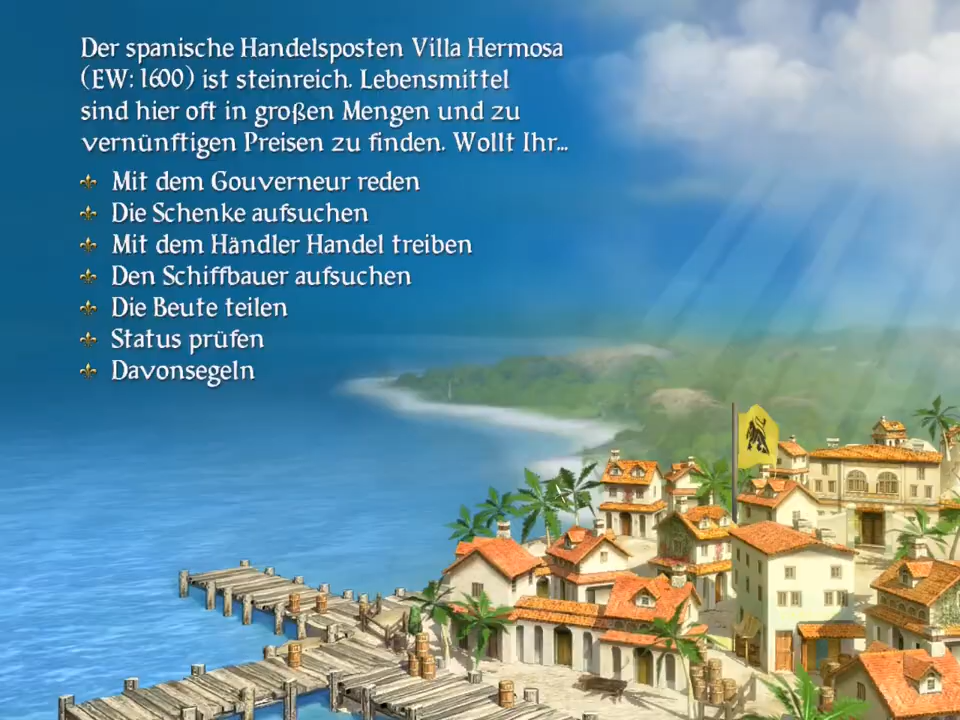 Der spanische Handelsposten Villa Hermosa
(EW: 1600) ist steinreich. Lebensmittel
sind hier oft in großen Mengen und zu
vernünftigen Preisen zu finden. Wollt Ihr...
Mit dem Gouverneur reden
Die Schenke aufsuchen
Mit dem Händler Handel treiben
Den Schiffbauer aufsuchen
Die Beute teilen
Status prüfen
Davonsegeln